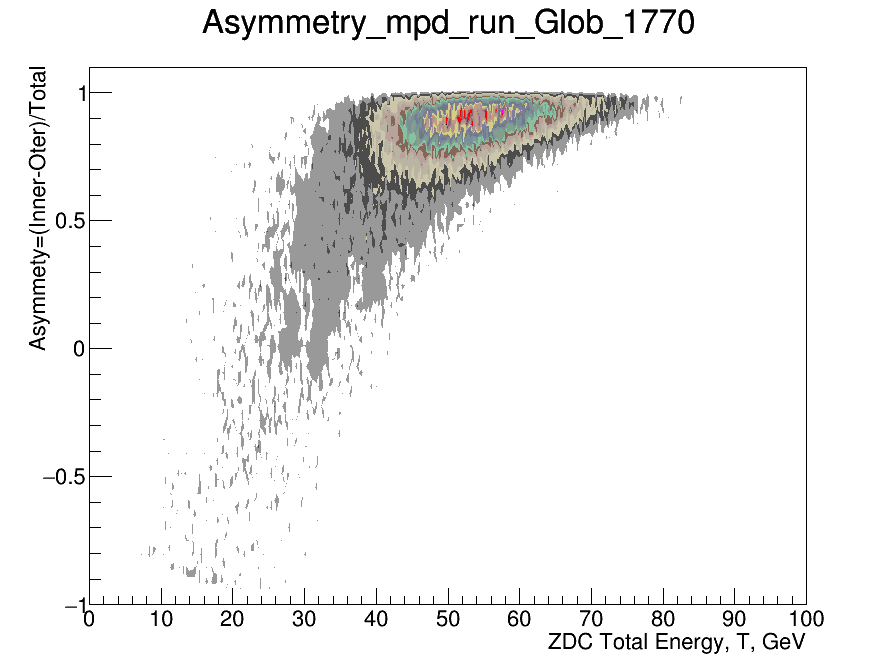 Asymmetry_mpd_run_Glob_1770
Asymmety=(Inner-Oter)/Total
1
0.5
0
−0.5
−1
0 10 20 30 40 50 60 70 80 90 100
ZDC Total Energy, T, GeV